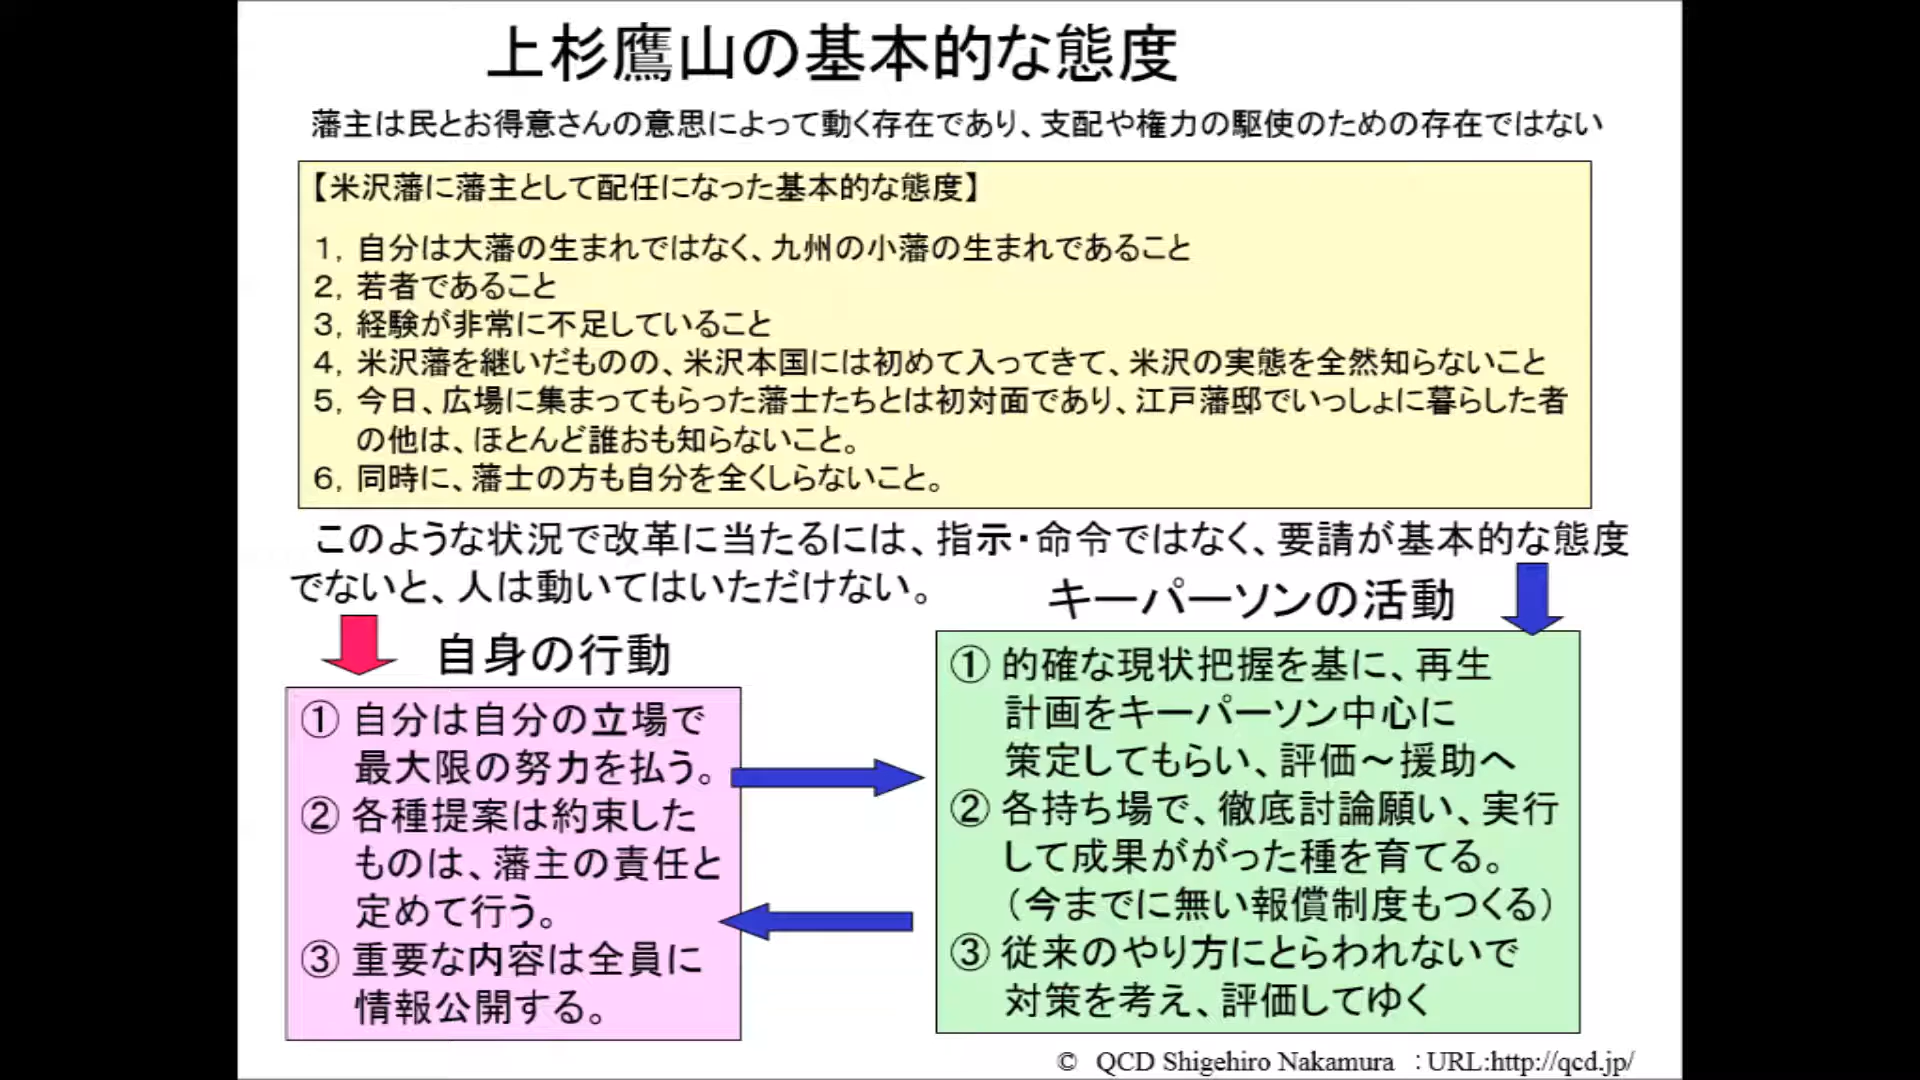 上杉鷹山の基本的な態度
藩主は民とお得意さんの意思によって動く存在であり、支配や権力の駆使のための存在ではない
【米沢藩に藩主として配任になった基本的な態度】
１，自分は大藩の生まれではなく、九州の小藩の生まれであること
２，若者であること
３，経験が非常に不足していること
４，米沢藩を継いだものの、米沢本国には初めて入ってきて、米沢の実態を全然知らないこと
５，今日、広場に集まってもらった藩士たちとは初対面であり、江戸藩邸でいっしょに暮らした者
の他は、ほとんど誰おも知らないこと。
６，同時に、藩士の方も自分を全くしらないこと。
このような状況で改革に当たるには、指示・命令ではなく、要請が基本的な態度
でないと、人は動いてはいただけない。
自身の行動
① 自分は自分の立場で
最大限の努力を払う。
② 各種提案は約束した
ものは、藩主の責任と
定めて行う。
③ 重要な内容は全員に
情報公開する。
キーパーソンの活動
① 的確な現状把握を基に、再生
計画をキーパーソン中心に
策定してもらい、評価～援助へ
② 各持ち場で、徹底討論願い、実行
して成果ががった種を育てる。
（今までに無い報償制度もつくる）
③ 従来のやり方にとらわれないで
対策を考え、評価してゆく
© QCD Shigehiro Nakamura ：URL:http://qcd.jp/